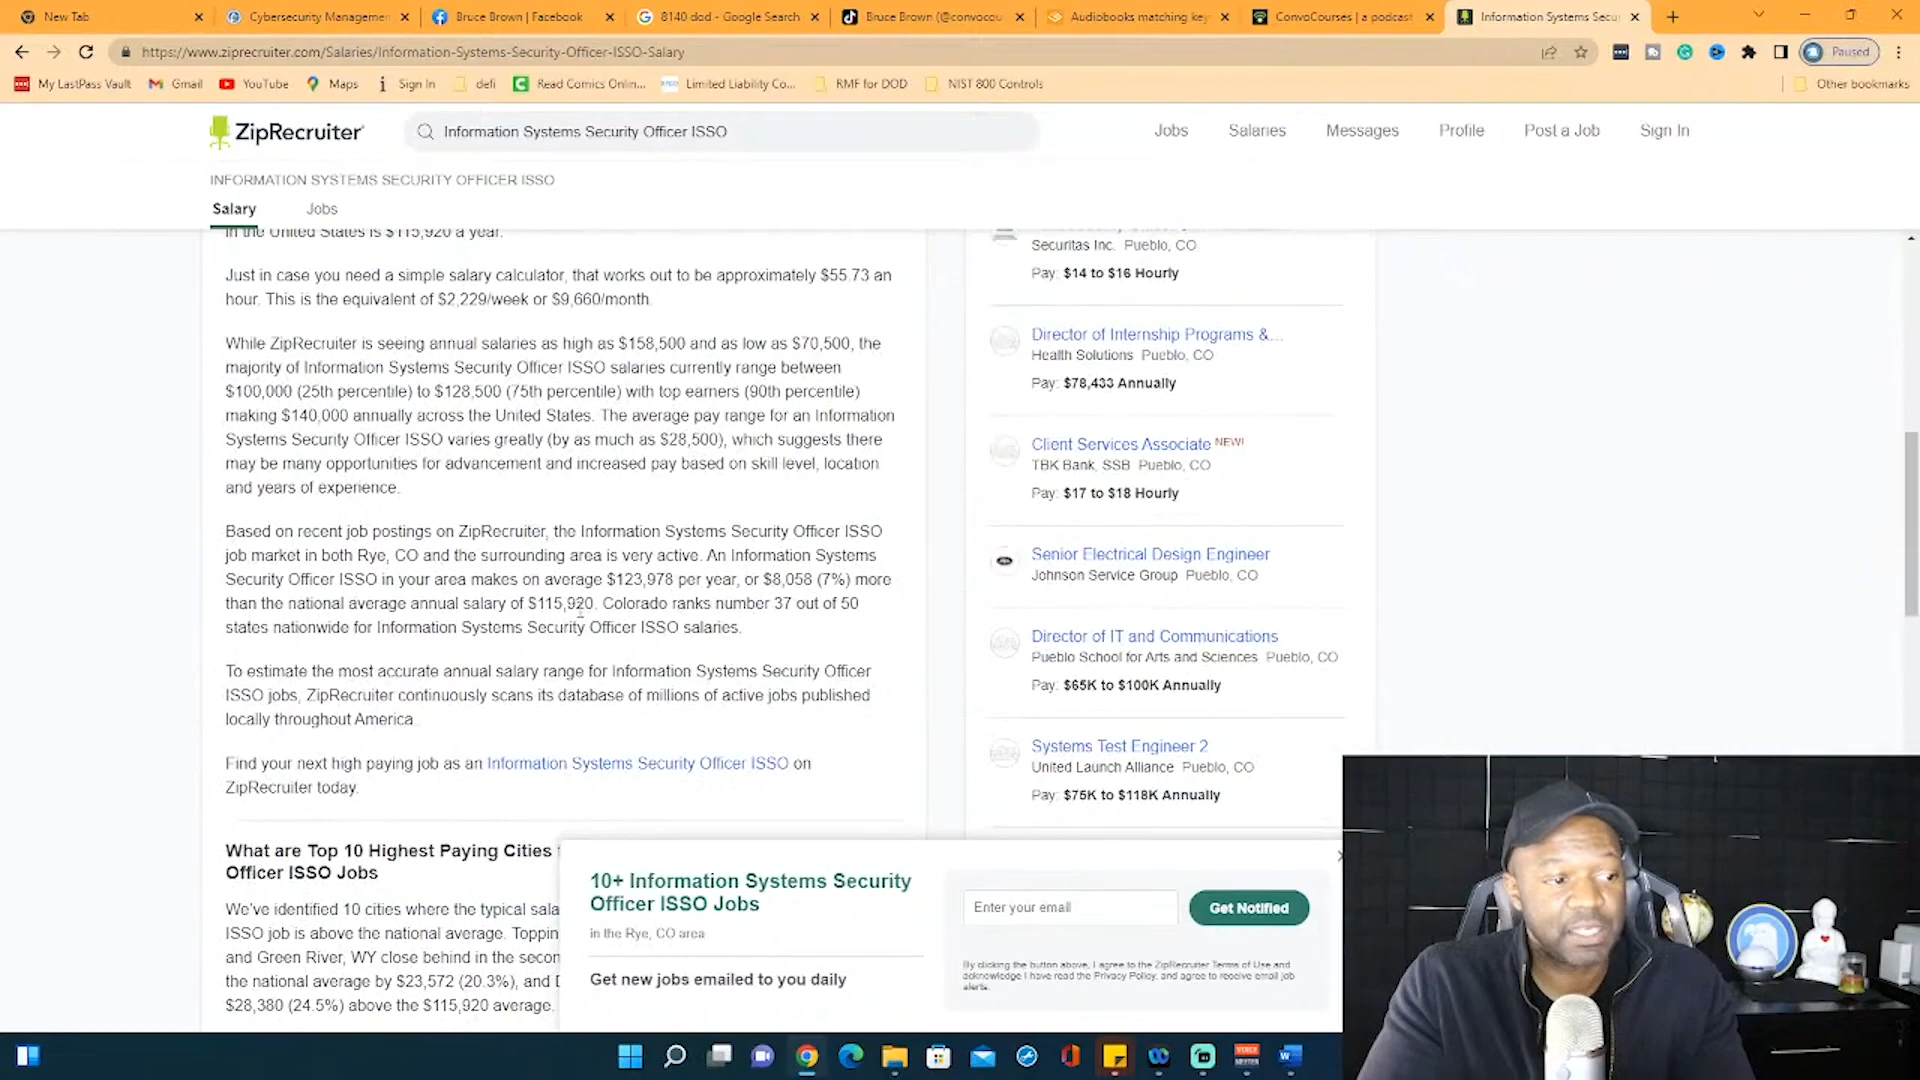 New Tab
Cybersecurity Managemen
Bruce Brown | Facebook
8140 dod - Google Search
Bruce Brown (@convocou
Audiobooks matching key
ConvoCourses | a podcast
Information Systems Secu
https://www.ziprecruiter.com/Salaries/Information-Systems-Security-Officer-ISSO-Salary
Paused
My LastPass Vault
Gmail
YouTube
Maps
Sign In
defi
Read Comics Onlin...
Limited Liability Co...
RMF for DOD
NIST 800 Controls
Other bookmarks
ZipRecruiter
Information Systems Security Officer ISSO
Jobs
Salaries
Messages
Profile
Post a Job
Sign In
INFORMATION SYSTEMS SECURITY OFFICER ISSO
Salary
Jobs
in the United States is $115,920 a year.
Just in case you need a simple salary calculator, that works out to be approximately $55.73 an
hour. This is the equivalent of $2,229/week or $9,660/month.
While ZipRecruiter is seeing annual salaries as high as $158,500 and as low as $70,500, the
majority of Information Systems Security Officer ISSO salaries currently range between
$100,000 (25th percentile) to $128,500 (75th percentile) with top earners (90th percentile)
making $140,000 annually across the United States. The average pay range for an Information
Systems Security Officer ISSO varies greatly (by as much as $28,500), which suggests there
may be many opportunities for advancement and increased pay based on skill level, location
and years of experience.
Based on recent job postings on ZipRecruiter, the Information Systems Security Officer ISSO
job market in both Rye, CO and the surrounding area is very active. An Information Systems
Security Officer ISSO in your area makes on average $123,978 per year, or $8,058 (7%) more
than the national average annual salary of $115,920. Colorado ranks number 37 out of 50
states nationwide for Information Systems Security Officer ISSO salaries.
To estimate the most accurate annual salary range for Information Systems Security Officer
ISSO jobs, ZipRecruiter continuously scans its database of millions of active jobs published
locally throughout America.
Find your next high paying job as an Information Systems Security Officer ISSO on
ZipRecruiter today.
What are Top 10 Highest Paying Cities
Officer ISSO Jobs
We've identified 10 cities where the typical sala
ISSO job is above the national average. Toppin
and Green River, WY close behind in the secon
the national average by $23,572 (20.3%), and D
$28,380 (24.5%) above the $115,920 average.
Securitas Inc. Pueblo, CO
Pay: $14 to $16 Hourly
Director of Internship Programs &...
Health Solutions Pueblo, CO
Pay: $78,433 Annually
Client Services Associate NEW!
TBK Bank, SSB Pueblo, CO
Pay: $17 to $18 Hourly
Senior Electrical Design Engineer
Johnson Service Group Pueblo, CO
Director of IT and Communications
Pueblo School for Arts and Sciences Pueblo, CO
Pay: $65K to $100K Annually
Systems Test Engineer 2
United Launch Alliance Pueblo, CO
Pay: $75K to $118K Annually
10+ Information Systems Security
Officer ISSO Jobs
in the Rye, CO area
Get new jobs emailed to you daily
Enter your email
Get Notified
By clicking the button above, I agree to the ZipRecruiter Terms of Use and
acknowledge I have read the Privacy Policy, and agree to receive email job
alerts.